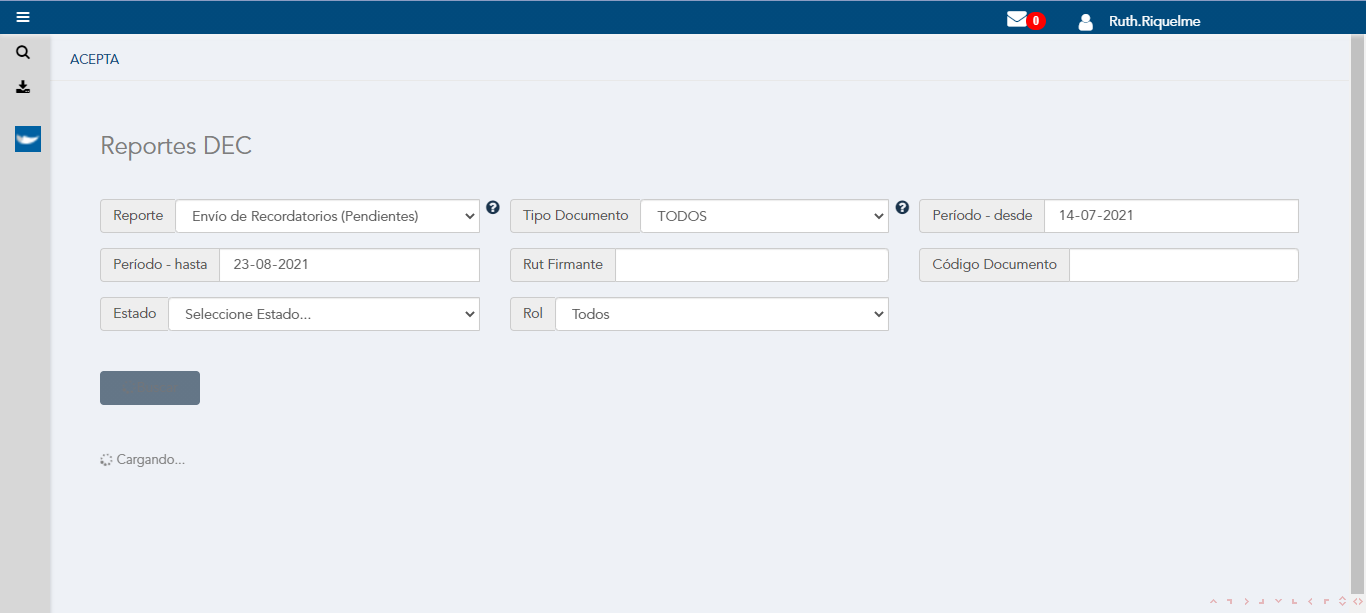 0 Ruth.Riquelme
ACEPTA
Reportes DEC
Reporte Envío de Recordatorios (Pendientes) ? Tipo Documento TODOS ? Período - desde 14-07-2021
Período - hasta 23-08-2021 Rut Firmante Código Documento
Estado Seleccione Estado... Rol Todos
Cargando...